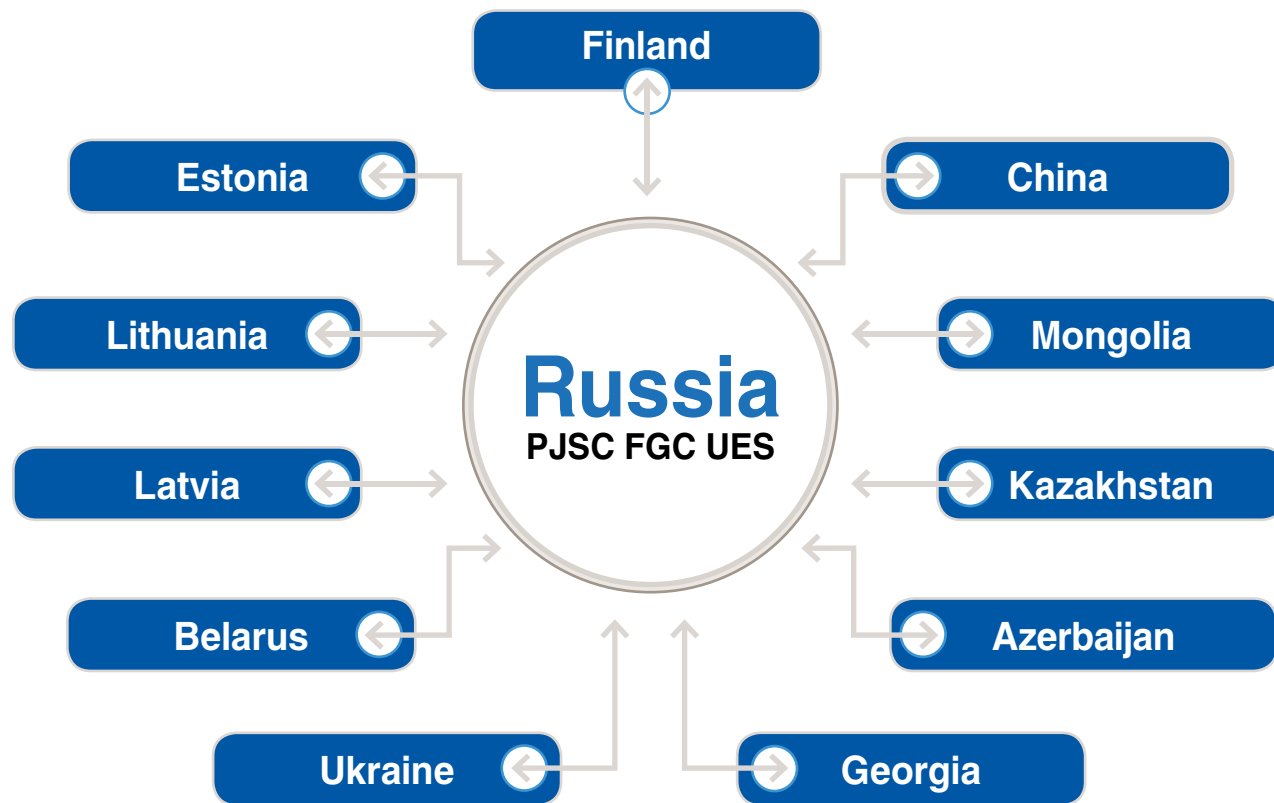 Finland
Estonia
China
Lithuania
Mongolia
Russia
PJSC FGC UES
Latvia
Kazakhstan
Belarus
Azerbaijan
Ukraine
Georgia